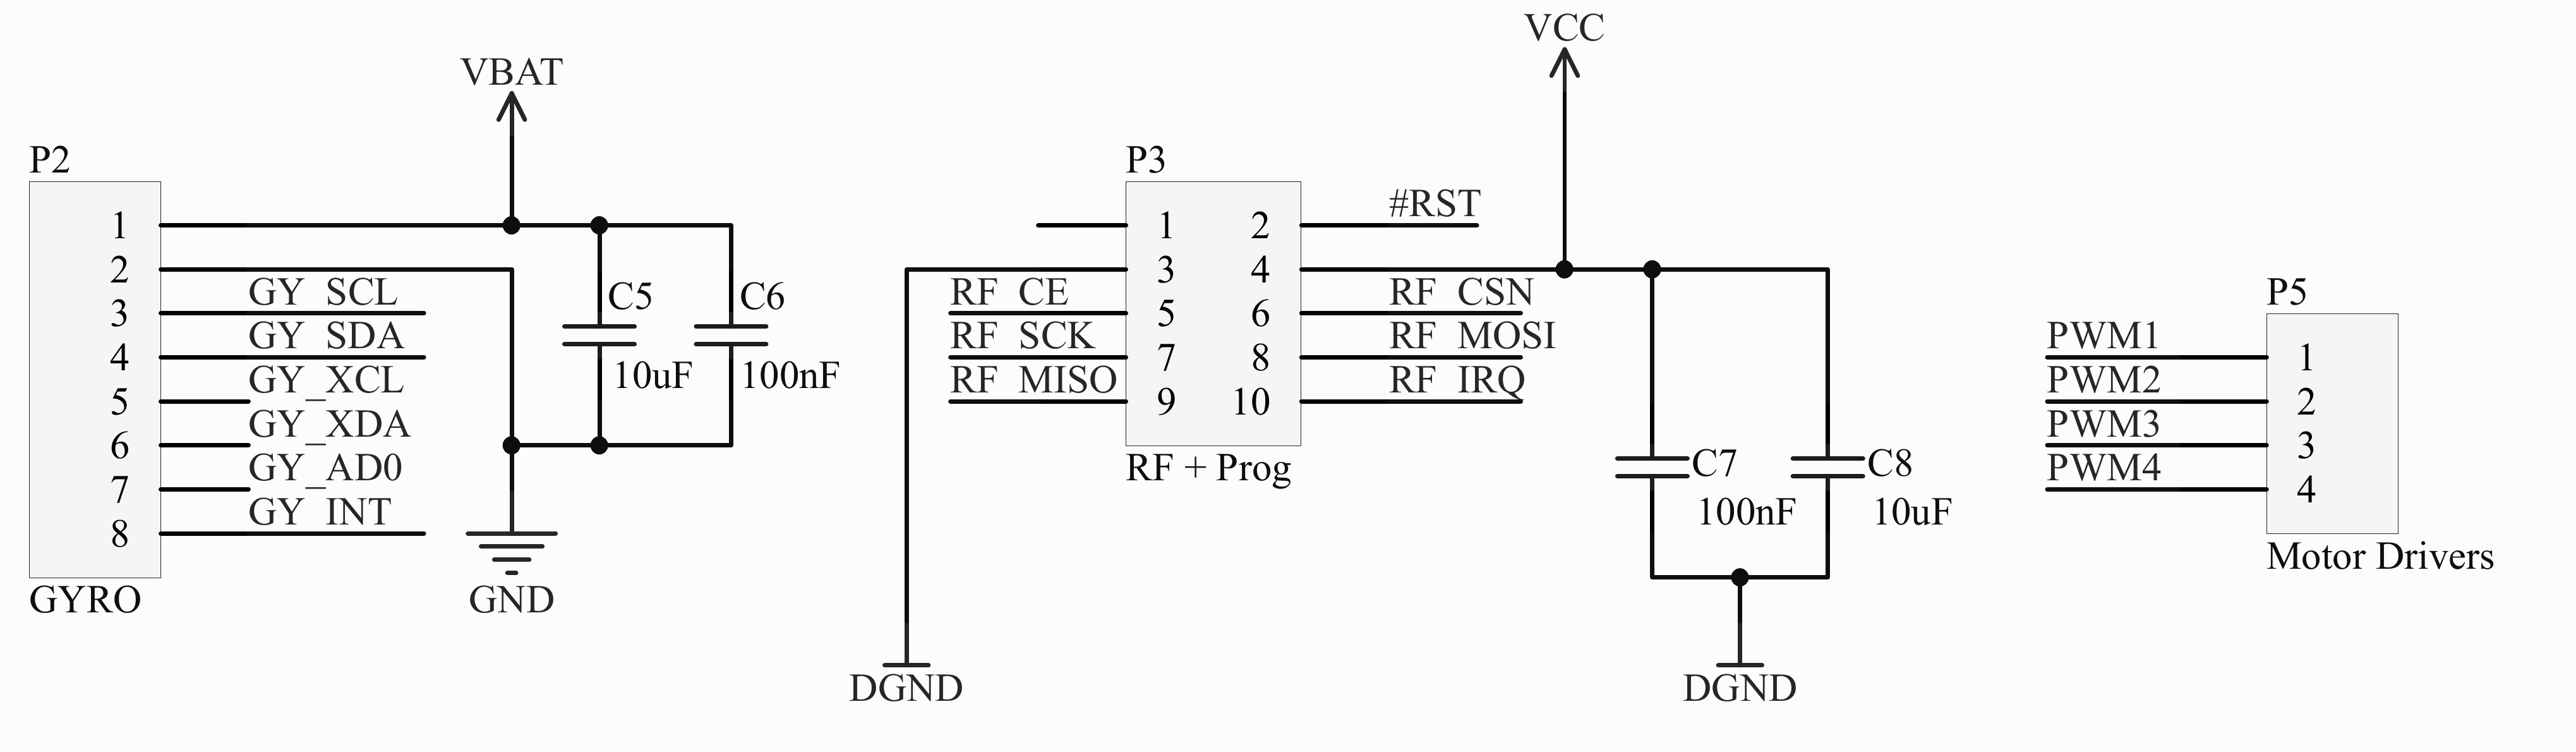 VBAT
P2
1
2
3
4
5
6
7
8
GY_SCL
GY_SDA
GY_XCL
GY_XDA
GY_AD0
GY_INT
GYRO
C5
10uF
C6
100nF
GND
VCC
P3
1 2
3 4
5 6
7 8
9 10
#RST
RF_CE
RF_SCK
RF_MISO
RF_CSN
RF_MOSI
RF_IRQ
RF + Prog
DGND
C7
100nF
C8
10uF
DGND
P5
PWM1
PWM2
PWM3
PWM4
1
2
3
4
Motor Drivers